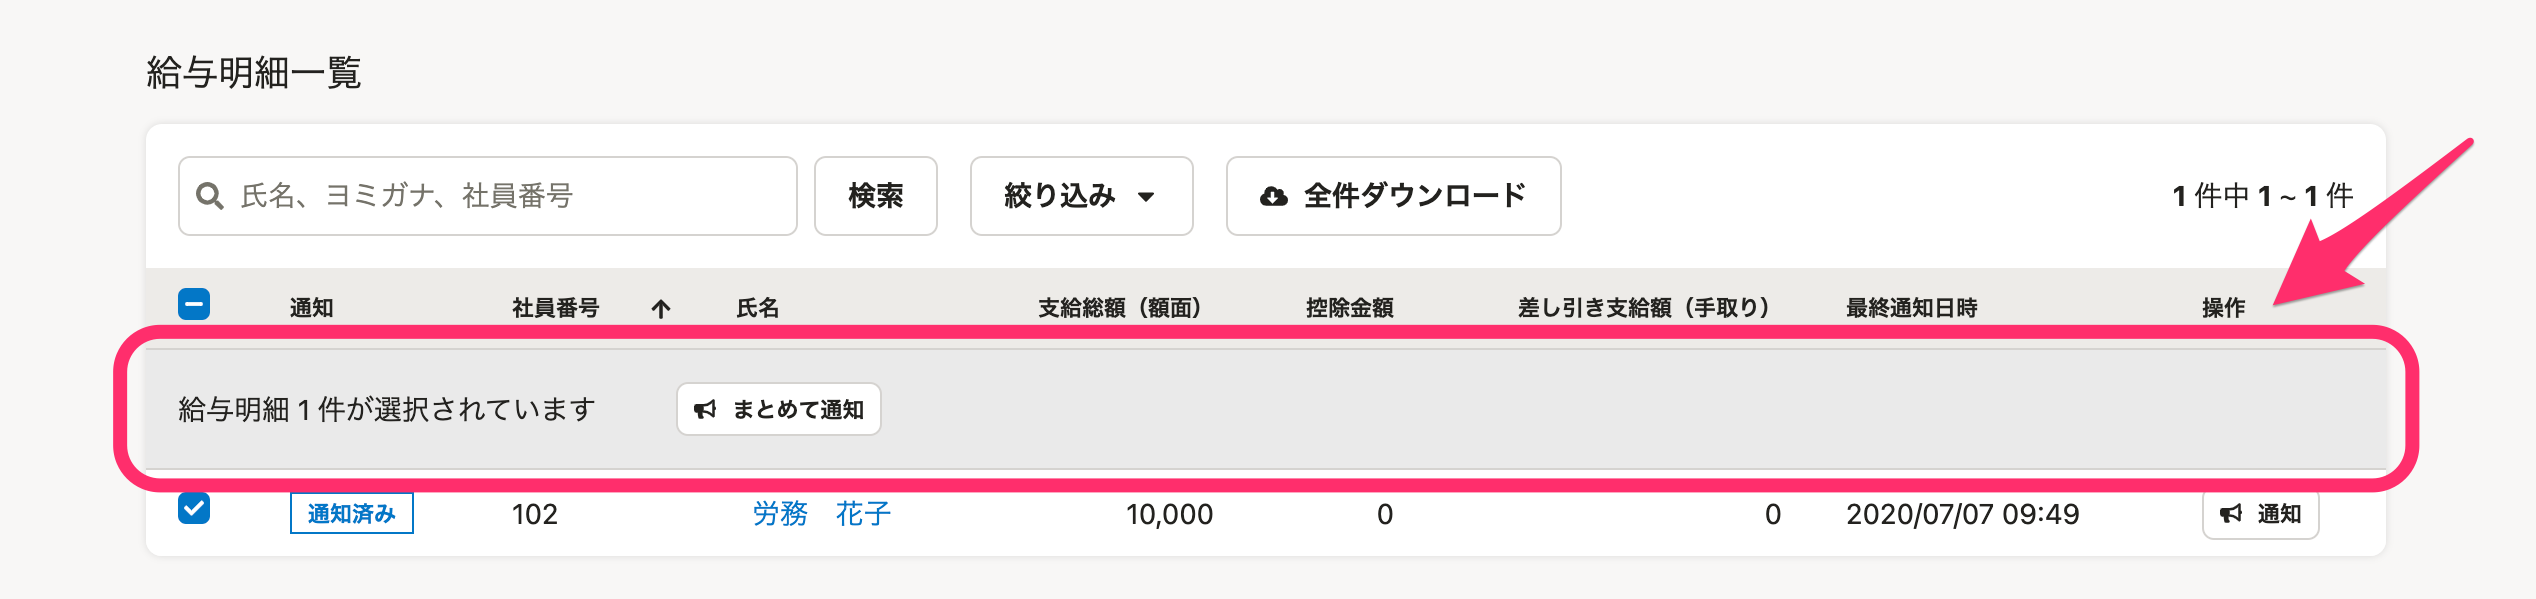 給与明細一覧
氏名、ヨミガナ、社員番号 検索 絞り込み 全件ダウンロード 1 件中 1 ~ 1 件
通知 社員番号 氏名 支給総額（額面） 控除金額 差し引き支給額（手取り） 最終通知日時 操作
給与明細 1 件が選択されています まとめて通知
通知済み 102 労務　花子 10,000 0 0 2020/07/07 09:49 通知